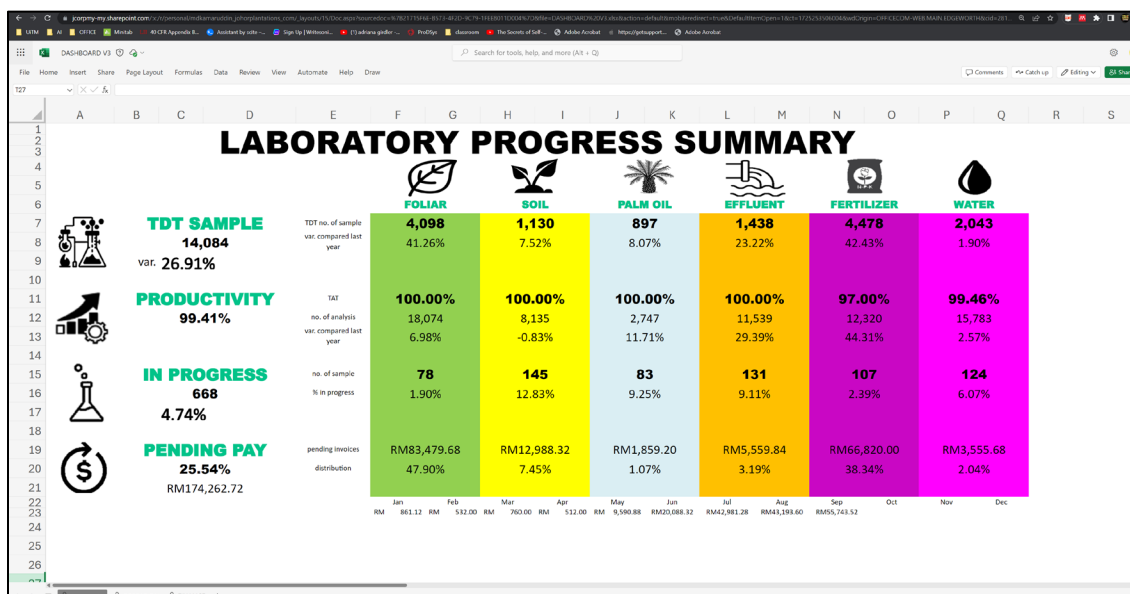 DASHBOARD V3
Search for tools, help, and more (Alt + Q)
File Home Insert Share Page Layout Formulas Data Review View Automate Help Draw
Comments Catch up Editing
T27
A B C D E F G H I J K L M N O P Q R S
LABORATORY PROGRESS SUMMARY
FOLIAR SOIL PALM OIL EFFLUENT FERTILIZER WATER
TDT SAMPLE TDT no. of sample 4,098 1,130 897 1,438 4,478 2,043
14,084 var. compared last year 41.26% 7.52% 8.07% 23.22% 42.43% 1.90%
var. 26.91%
PRODUCTIVITY TAT 100.00% 100.00% 100.00% 100.00% 97.00% 99.46%
99.41% no. of analysis 18,074 8,135 2,747 11,539 12,320 15,783
var. compared last year 6.98% -0.83% 11.71% 29.39% 44.31% 2.57%
IN PROGRESS no. of sample 78 145 83 131 107 124
668 % in progress 1.90% 12.83% 9.25% 9.11% 2.39% 6.07%
4.74%
PENDING PAY pending invoices RM83,479.68 RM12,988.32 RM1,859.20 RM5,559.84 RM66,820.00 RM3,555.68
25.54% distribution 47.90% 7.45% 1.07% 3.19% 38.34% 2.04%
RM174,262.72
Jan Feb Mar Apr May Jun Jul Aug Sep Oct Nov Dec
RM 861.12 RM 532.00 RM 760.00 RM 512.00 RM 9,590.88 RM20,088.32 RM42,981.28 RM43,193.60 RM55,743.52